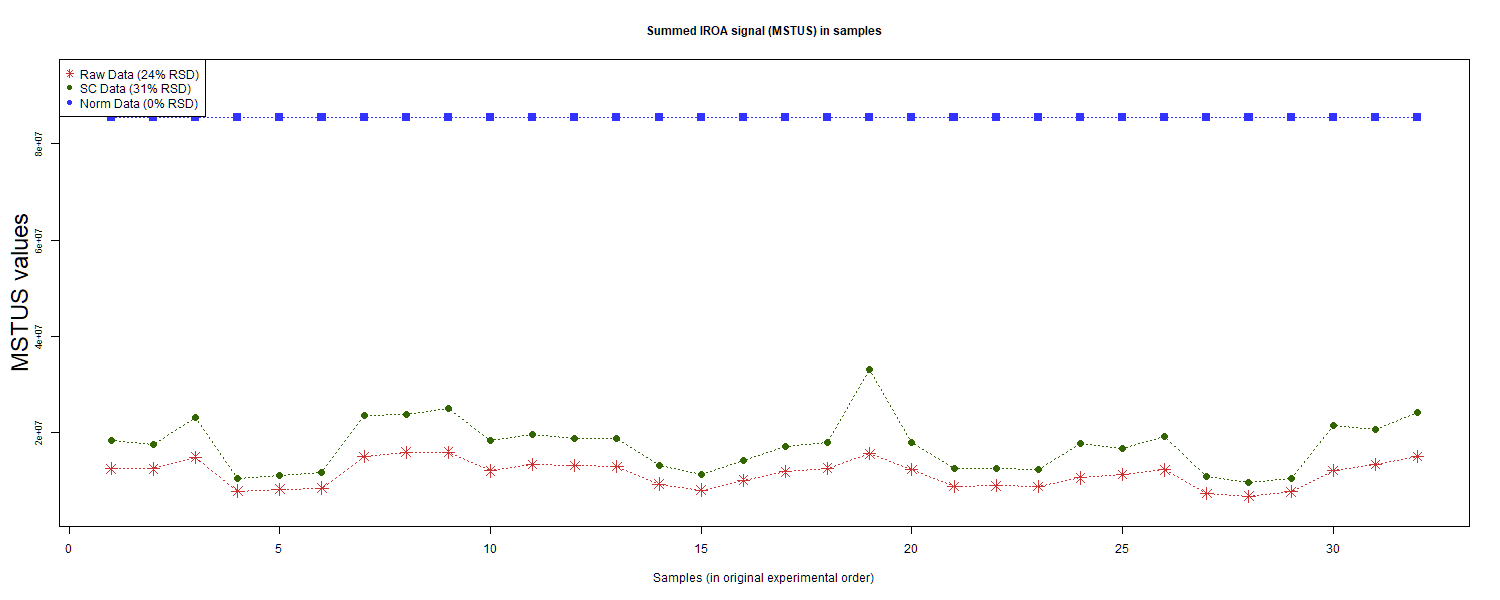 Summed IROA signal (MSTUS) in samples
Raw Data (24% RSD)
SC Data (31% RSD)
Norm Data (0% RSD)
MSTUS values
8e+07
6e+07
4e+07
2e+07
0 5 10 15 20 25 30
Samples (in original experimental order)